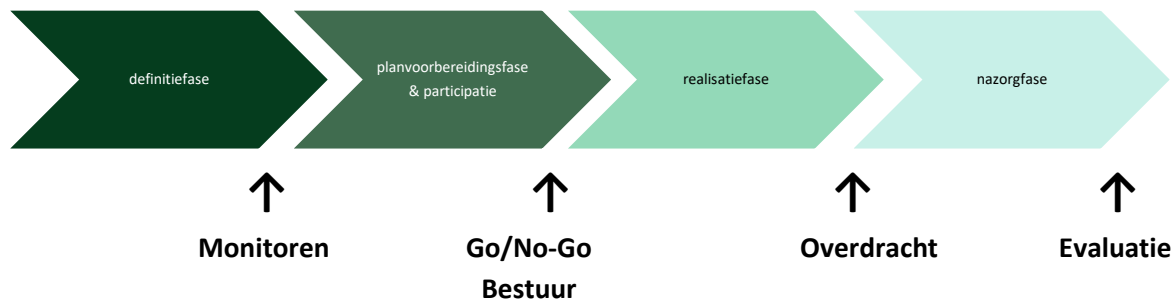 definitiefase
planvoorbereidingsfase
& participatie
realisatiefase
nazorgfase
Monitoren
Go/No-Go
Bestuur
Overdracht
Evaluatie